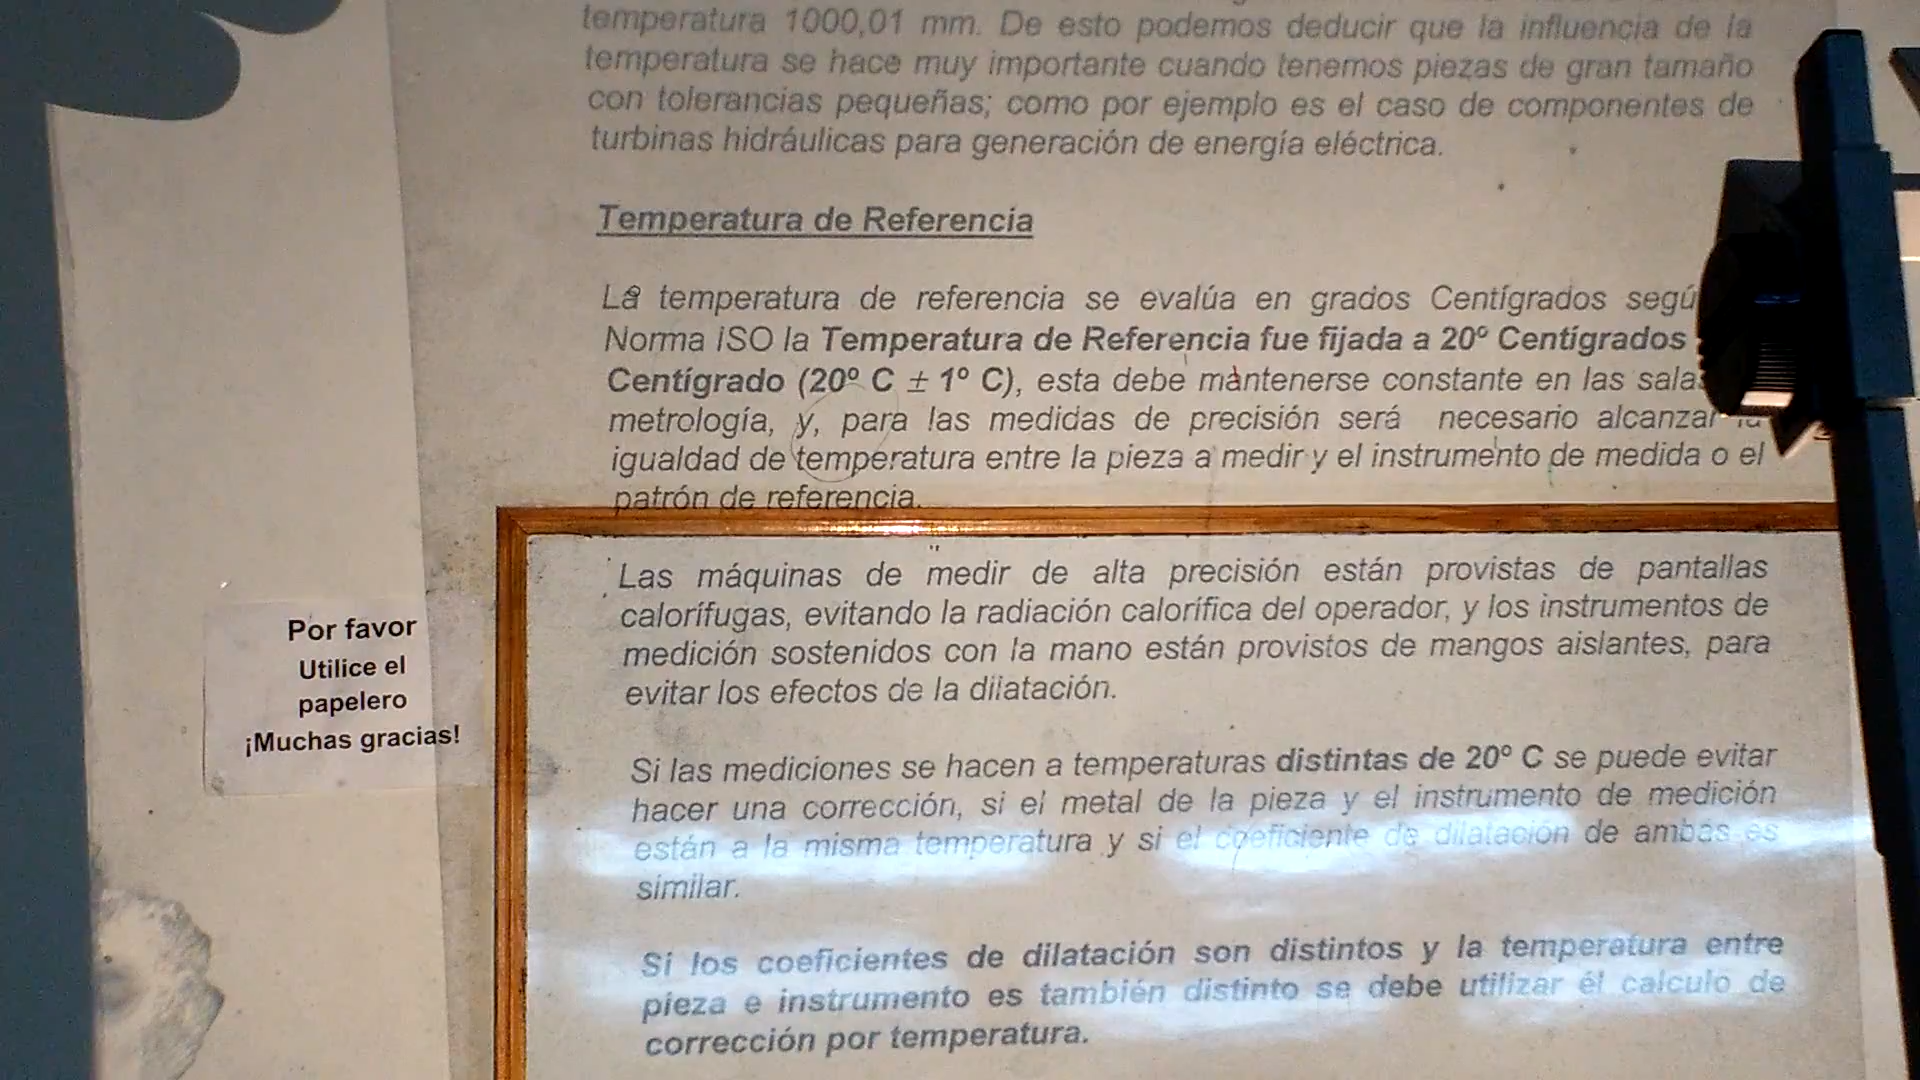 temperatura 1000,01 mm. De esto podemos deducir que la influencia de la
temperatura se hace muy importante cuando tenemos piezas de gran tamaño
con tolerancias pequeñas; como por ejemplo es el caso de componentes de
turbinas hidráulicas para generación de energía eléctrica.
Temperatura de Referencia
La temperatura de referencia se evalúa en grados Centígrados segú
Norma ISO la Temperatura de Referencia fue fijada a 20º Centígrados
Centígrado (20º C ± 1º C), esta debe mantenerse constante en las salas
metrología, y, para las medidas de precisión será necesario alcanzar la
igualdad de temperatura entre la pieza a medir y el instrumento de medida o el
patrón de referencia.
Las máquinas de medir de alta precisión están provistas de pantallas
calorífugas, evitando la radiación calorífica del operador, y los instrumentos de
medición sostenidos con la mano están provistos de mangos aislantes, para
evitar los efectos de la dilatación.
Si las mediciones se hacen a temperaturas distintas de 20º C se puede evitar
hacer una corrección, si el metal de la pieza y el instrumento de medición
están a la misma temperatura y si el coeficiente de dilatación de ambas es
similar.
Si los coeficientes de dilatación son distintos y la temperatura entre
pieza e instrumento es también distinto se debe utilizar él calculo de
corrección por temperatura.
Por favor
Utilice el
papelero
¡Muchas gracias!